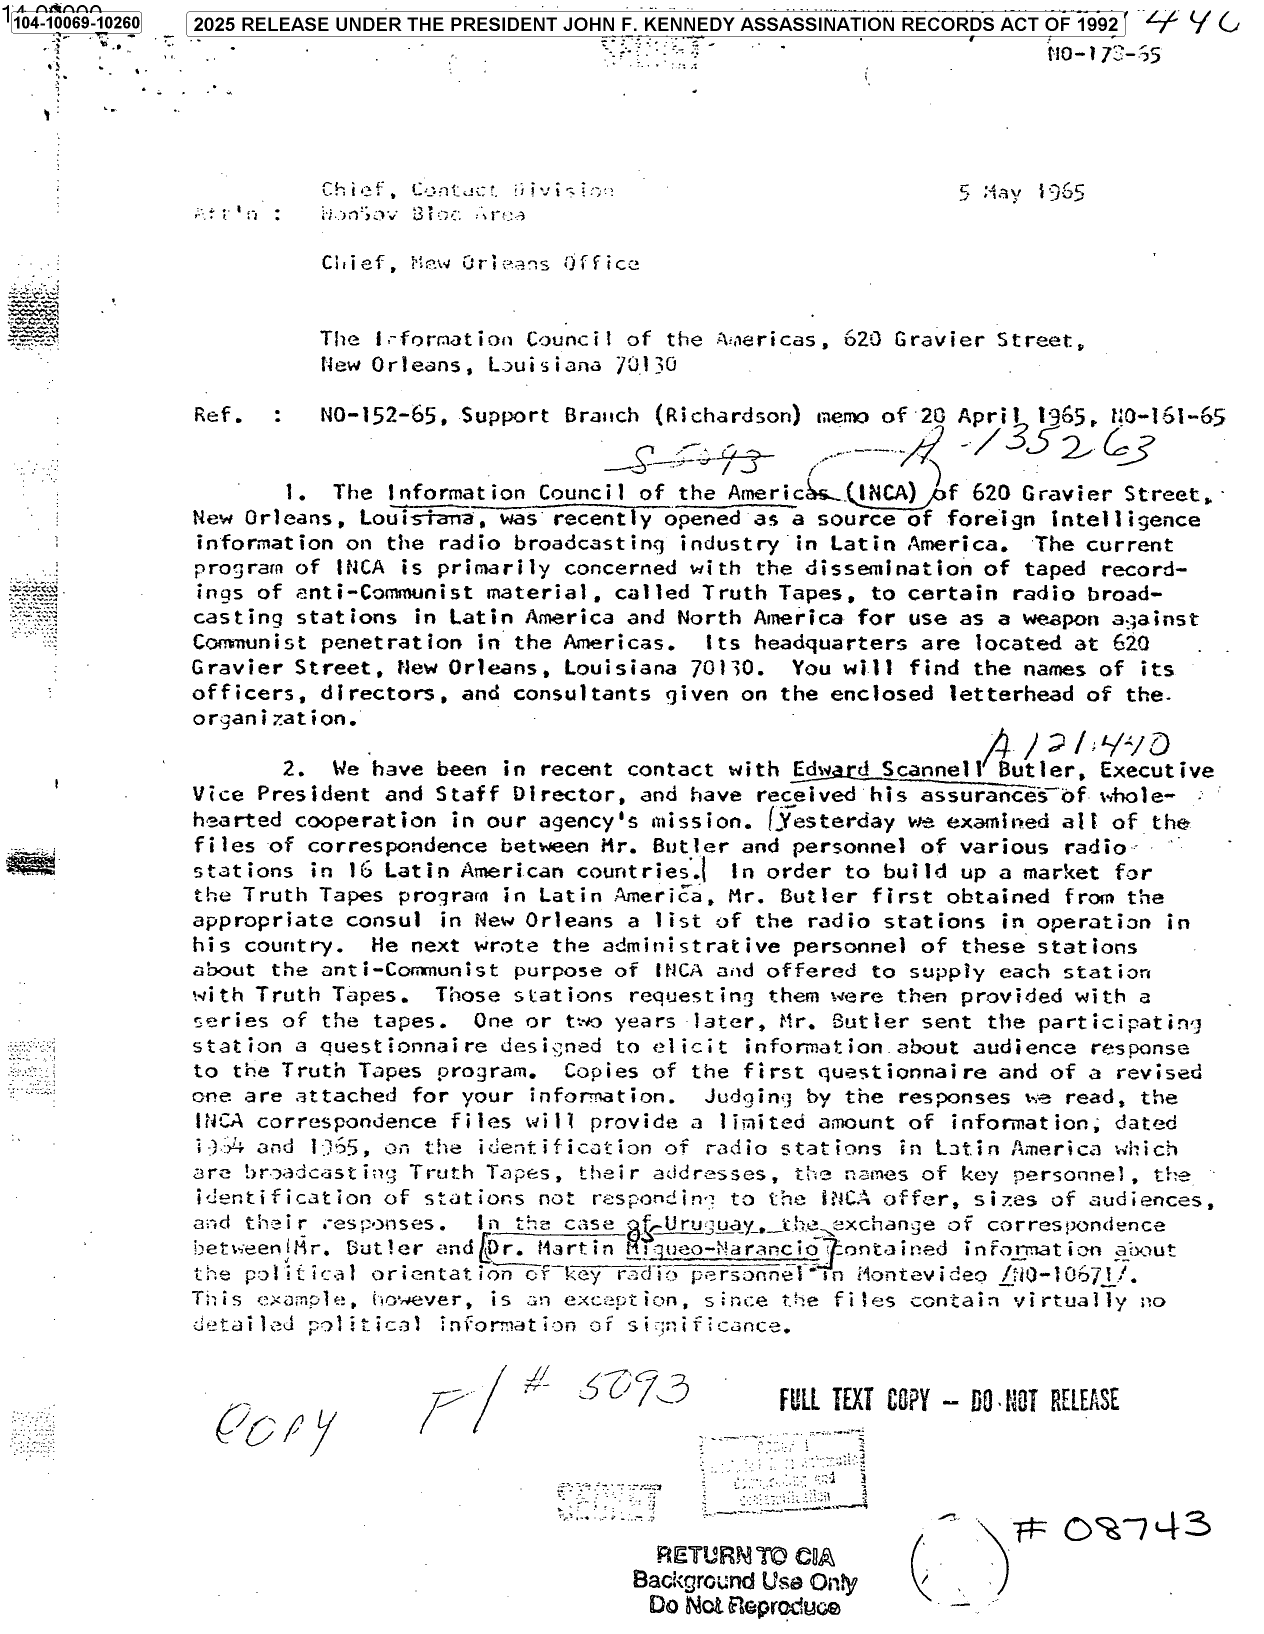 104-10069-10260
2025 RELEASE UNDER THE PRESIDENT JOHN F. KENNEDY ASSASSINATION RECORDS ACT OF 1992
NO-173-65
Chief, Contact Division
5 May 1965
Att'n : NonGov Bloc Area
Chief, New Orleans Office
The Information Council of the Americas, 620 Gravier Street,
New Orleans, Louisiana 70130
Ref. : NO-152-65, Support Branch (Richardson) memo of 20 April 1965, NO-161-65
S 5093
A-135263
1. The Information Council of the Americas (INCA) of 620 Gravier Street,
New Orleans, Louisiana, was recently opened as a source of foreign intelligence
information on the radio broadcasting industry in Latin America. The current
program of INCA is primarily concerned with the dissemination of taped record-
ings of anti-Communist material, called Truth Tapes, to certain radio broad-
casting stations in Latin America and North America for use as a weapon against
Communist penetration in the Americas. Its headquarters are located at 620
Gravier Street, New Orleans, Louisiana 70130. You will find the names of its
officers, directors, and consultants given on the enclosed letterhead of the
organization.
A 121440
2. We have been in recent contact with Edward Scannell Butler, Executive
Vice President and Staff Director, and have received his assurances of whole-
hearted cooperation in our agency's mission. Yesterday we examined all of the
files of correspondence between Mr. Butler and personnel of various radio
stations in 16 Latin American countries. In order to build up a market for
the Truth Tapes program in Latin America, Mr. Butler first obtained from the
appropriate consul in New Orleans a list of the radio stations in operation in
his country. He next wrote the administrative personnel of these stations
about the anti-Communist purpose of INCA and offered to supply each station
with Truth Tapes. Those stations requesting them were then provided with a
series of the tapes. One or two years later, Mr. Butler sent the participating
station a questionnaire designed to elicit information about audience response
to the Truth Tapes program. Copies of the first questionnaire and of a revised
one are attached for your information. Judging by the responses we read, the
INCA correspondence files will provide a limited amount of information, dated
1964 and 1965, on the identification of radio stations in Latin America which
are broadcasting Truth Tapes, their addresses, the names of key personnel, the
identification of stations not responding to the INCA offer, sizes of audiences,
and their responses. In the case of Uruguay, the exchange of correspondence
between Mr. Butler and Dr. Martin Miqueo-Narancio contained information about
the political orientation of key radio personnel in Montevideo /NO-10671/.
This example, however, is an exception, since the files contain virtually no
detailed political information of significance.
COPY
F/# 5093
FULL TEXT COPY - DO NOT RELEASE
SECRET
# 08743
RETURN TO CIA
Background Use Only
Do Not Reproduce